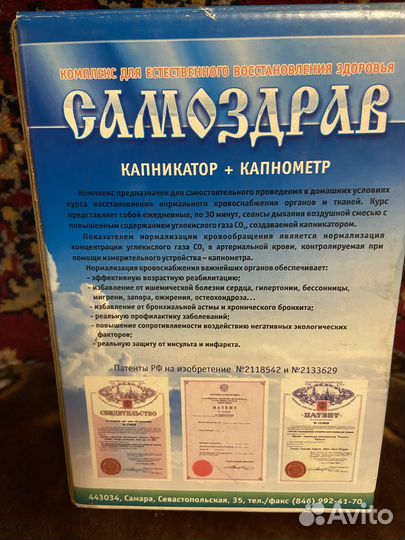 КОМПЛЕКС ДЛЯ ЕСТЕСТВЕННОГО ВОССТАНОВЛЕНИЯ ЗДОРОВЬЯ
САМОЗДРАВ
КАПНИКАТОР + КАПНОМЕТР
Комплекс предназначен для самостоятельного проведения в домашних условиях
курса восстановления нормального кровоснабжения органов и тканей. Курс
представляет собой ежедневные, по 30 минут, сеансы дыхания воздушной смесью с
повышенным содержанием углекислого газа CO₂, создаваемой капникатором.
Показателем нормализации кровообращения является нормализация
концентрации углекислого газа CO₂ в артериальной крови, контролируемая при
помощи измерительного устройства – капнометра.
Нормализация кровоснабжения важнейших органов обеспечивает:
- эффективную возрастную реабилитацию;
- избавление от ишемической болезни сердца, гипертонии, бессонницы,
мигрени, запора, ожирения, остеохондроза...
- избавление от бронхиальной астмы и хронического бронхита;
- реальную профилактику заболеваний;
- повышение сопротивляемости воздействию негативных экологических
факторов;
- реальную защиту от инсульта и инфаркта.
Патенты РФ на изобретение №2118542 и №2133629
СВИДЕТЕЛЬСТВО
ПАТЕНТ
ПАТЕНТ
443034, Самара, Севастопольская, 35, тел./факс (846) 992-41-70
Avito